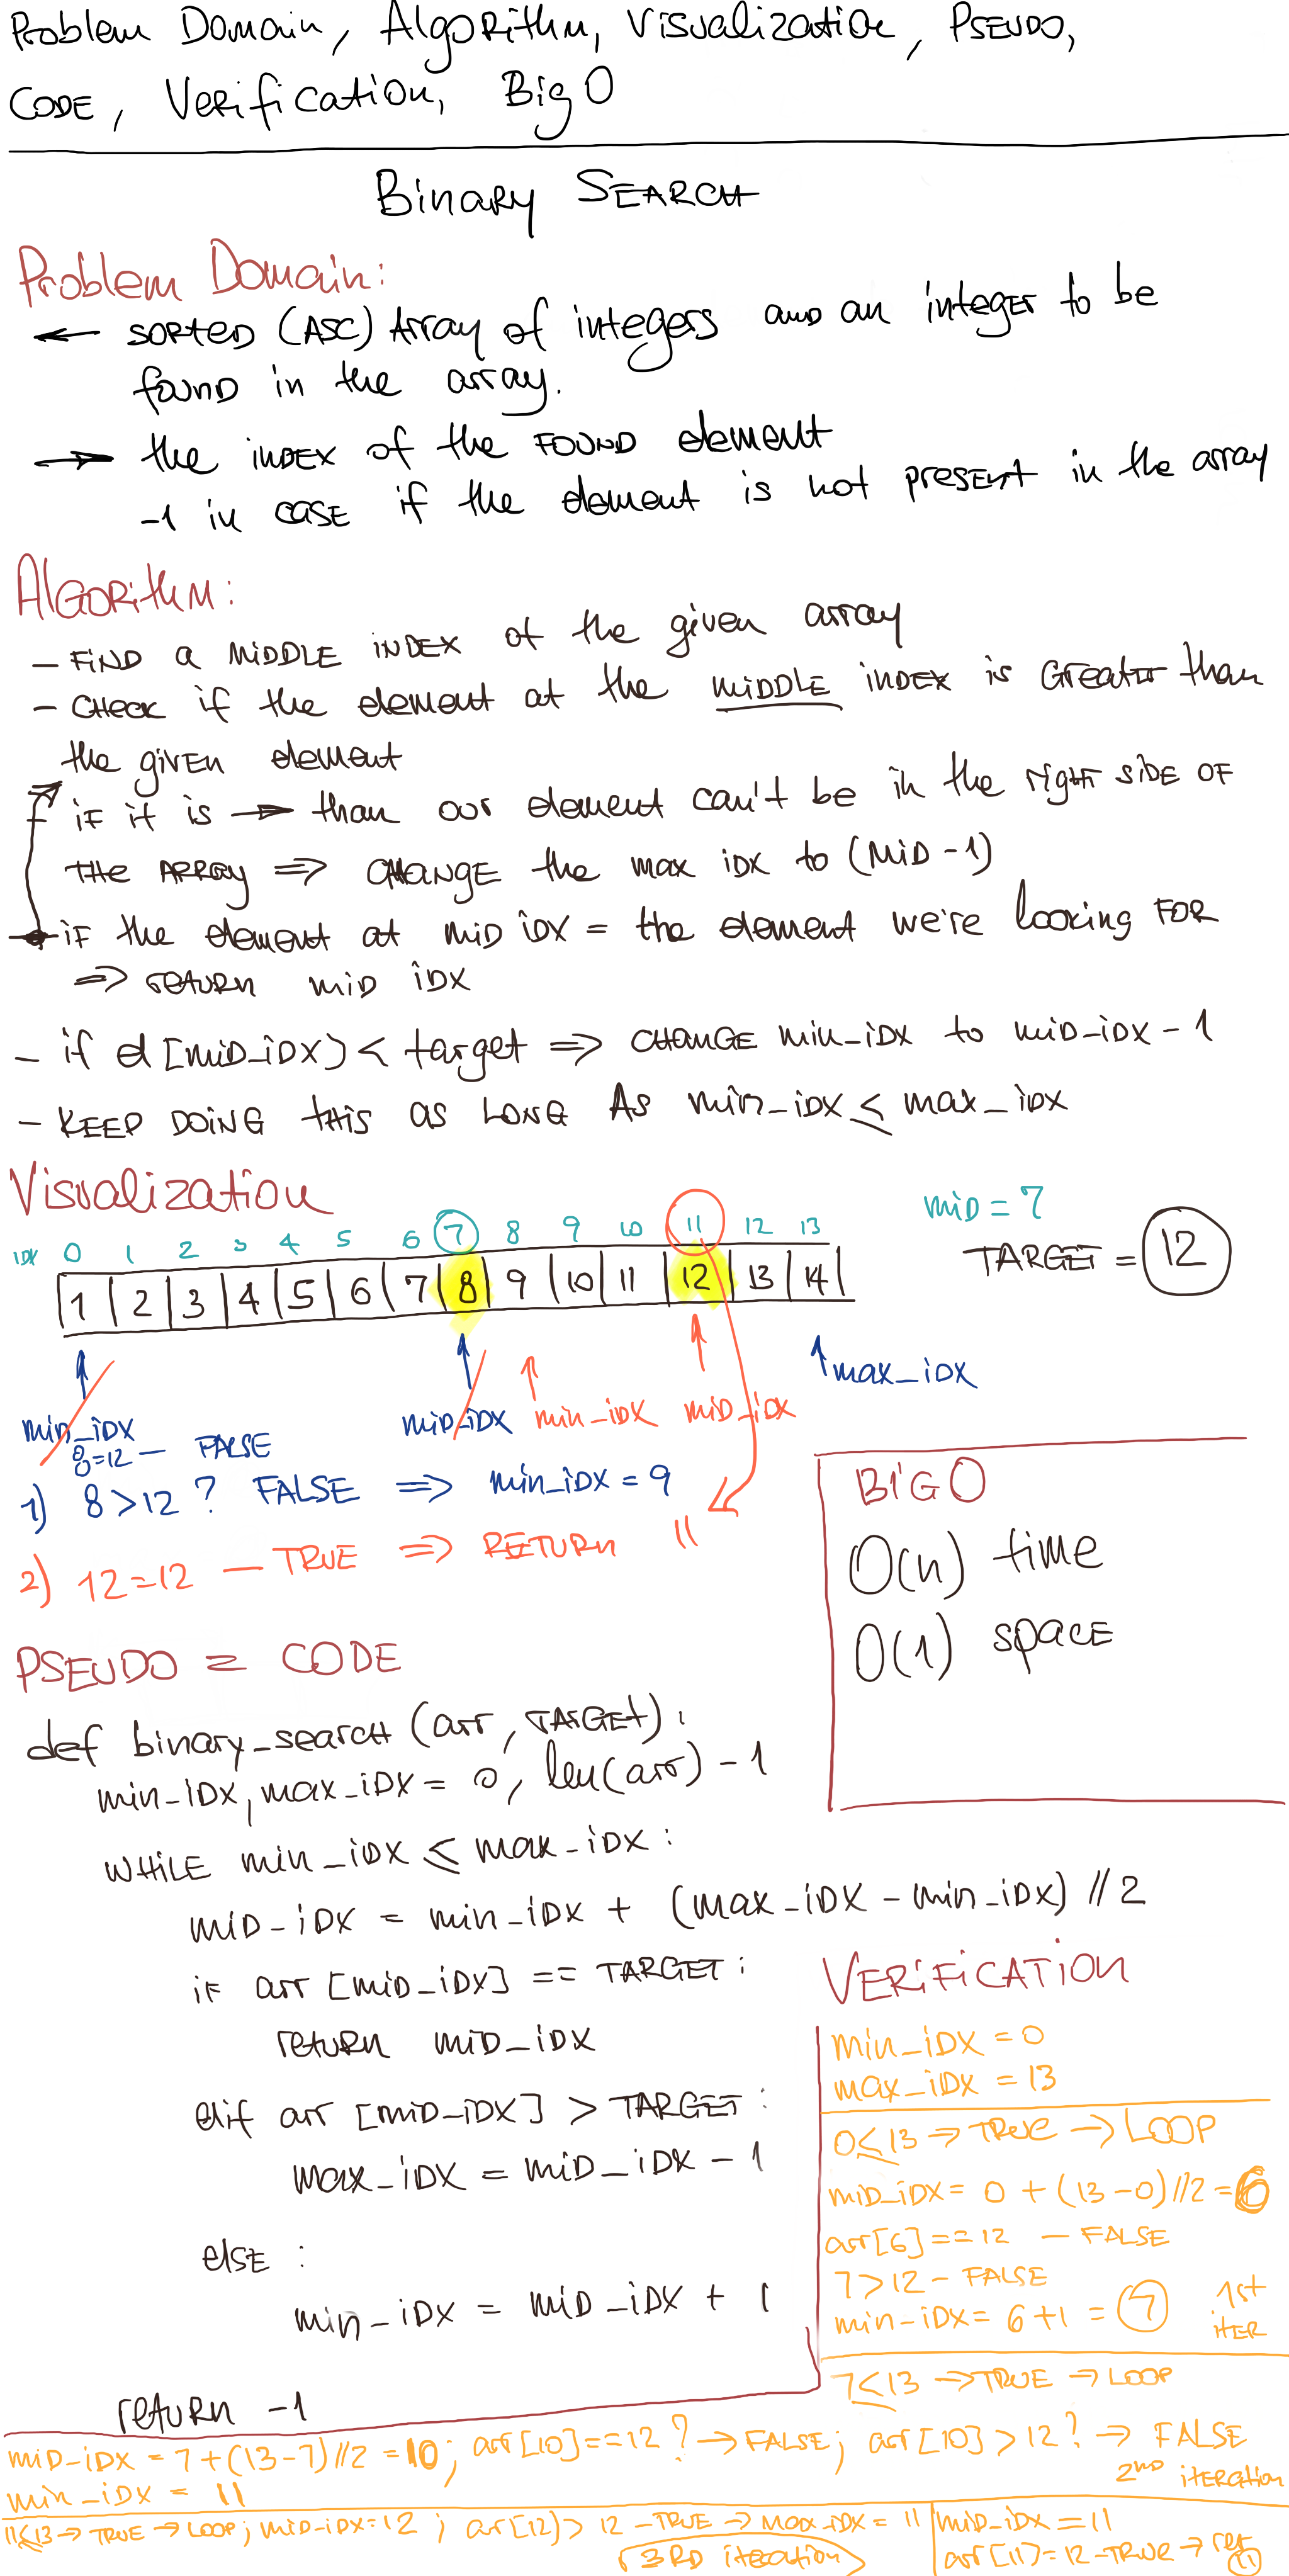 Problem Domain, Algorithm, Visualization, Pseudo,
Code, Verification, Big O
Binary Search
Problem Domain:
← sorted (ASC) Array of integers and an integer to be
found in the array.
→ the index of the found element
-1 in case if the element is not present in the array
Algorithm:
- Find a middle index of the given array
- check if the element at the middle index is greater than
the given element
- if it is → than our element can't be in the right side of
the array ⇒ change the max idx to (mid - 1)
- if the element at mid idx = the element we're looking for
⇒ return mid idx
- if el[mid_idx] < target ⇒ change min_idx to mid_idx - 1
- Keep doing this as long as min_idx ≤ max_idx
Visualization
mid = 7
idx 0 1 2 3 4 5 6 7 8 9 10 11 12 13
TARGET = 12
1 2 3 4 5 6 7 8 9 10 11 12 13 14
max_idx
min_idx mid_idx min_idx mid_idx
8=12 - FALSE
1) 8 > 12 ? FALSE ⇒ min_idx = 9
2) 12=12 - TRUE ⇒ RETURN 11
BIG O
O(n) time
O(1) space
PSEUDO = CODE
def binary_search (arr, TARGET):
min_idx, max_idx = 0, len(arr) - 1
while min_idx ≤ max_idx:
mid_idx = min_idx + (max_idx - min_idx) // 2
if arr [mid_idx] == TARGET:
return mid_idx
elif arr [mid_idx] > TARGET:
max_idx = mid_idx - 1
else:
min_idx = mid_idx + 1
return -1
VERIFICATION
min_idx = 0
max_idx = 13
0 ≤ 13 → TRUE → LOOP
mid_idx = 0 + (13 - 0) // 2 = 6
arr[6] == 12 - FALSE
7 > 12 - FALSE
min_idx = 6 + 1 = 7 1st iter
7 ≤ 13 → TRUE → LOOP
mid_idx = 7 + (13 - 7) // 2 = 10; arr[10] == 12 ? → FALSE; arr[10] > 12 ? → FALSE
min_idx = 11 2nd iteration
11 ≤ 13 → TRUE → LOOP; mid_idx = 12; arr[12] > 12 - TRUE → max_idx = 11
3RD iteration
mid_idx = 11
arr[11] = 12 - TRUE → ret 11